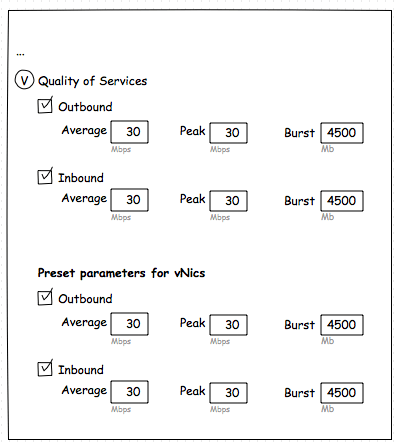 ...
V Quality of Services
Outbound
Average 30 Peak 30 Burst 4500
Mbps Mbps Mb
Inbound
Average 30 Peak 30 Burst 4500
Mbps Mbps Mb
Preset parameters for vNics
Outbound
Average 30 Peak 30 Burst 4500
Mbps Mbps Mb
Inbound
Average 30 Peak 30 Burst 4500
Mbps Mbps Mb